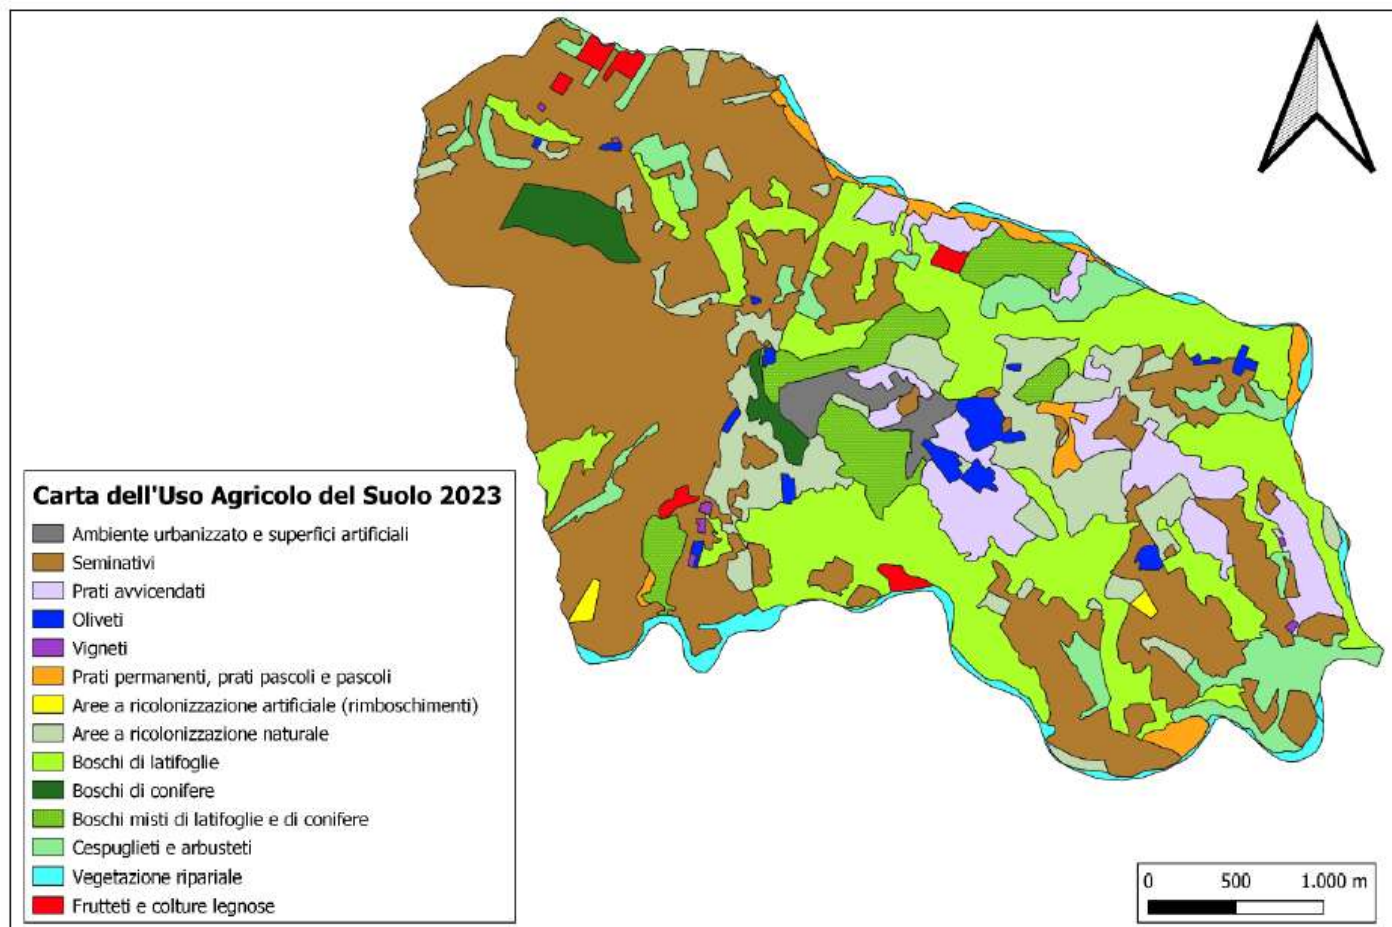 Carta dell'Uso Agricolo del Suolo 2023
Ambiente urbanizzato e superfici artificiali
Seminativi
Prati avvicendati
Oliveti
Vigneti
Prati permanenti, prati pascoli e pascoli
Aree a ricolonizzazione artificiale (rimboschimenti)
Aree a ricolonizzazione naturale
Boschi di latifoglie
Boschi di conifere
Boschi misti di latifoglie e di conifere
Cespuglieti e arbusteti
Vegetazione ripariale
Frutteti e colture legnose
0 500 1.000 m